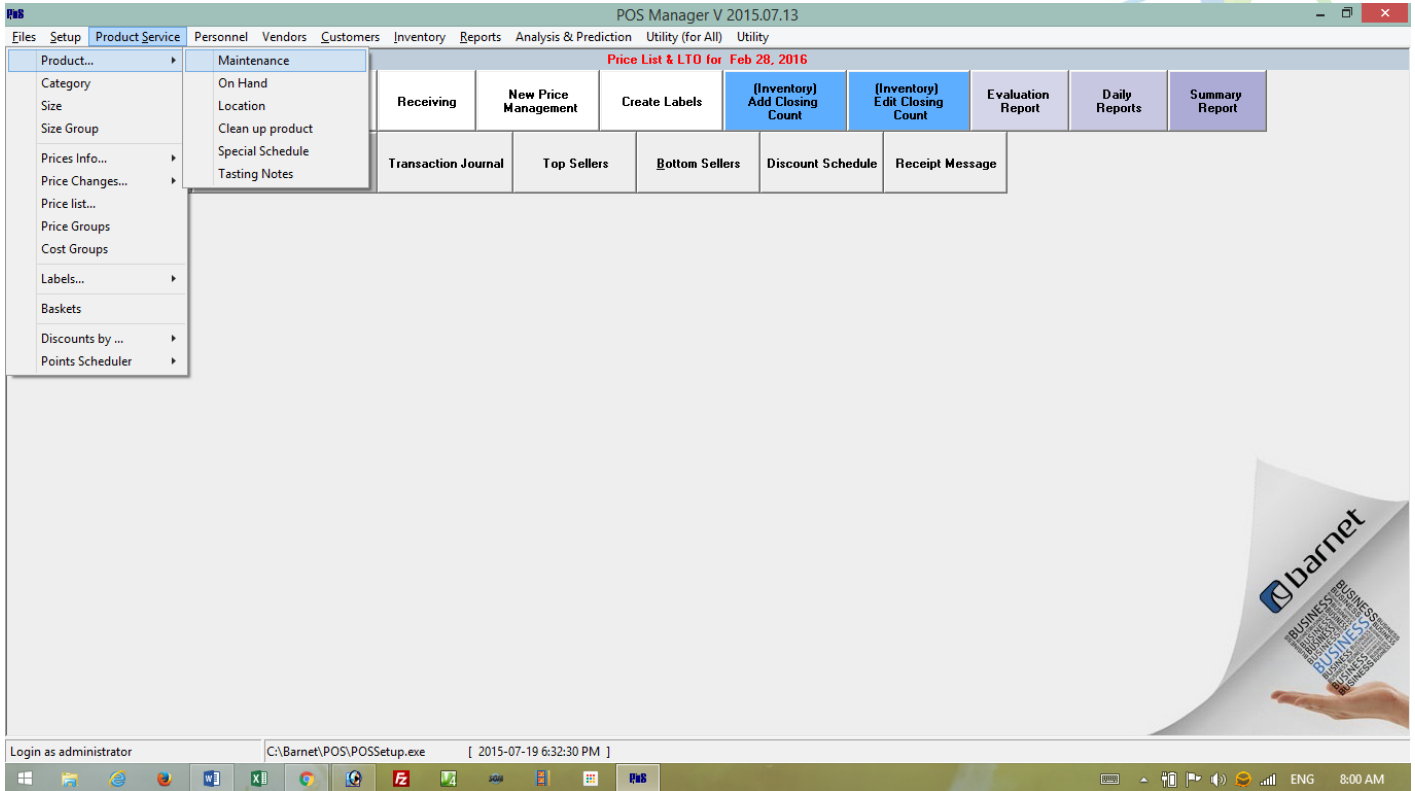 POS Manager V 2015.07.13
Files Setup Product Service Personnel Vendors Customers Inventory Reports Analysis & Prediction Utility (for All) Utility
Price List & LTO for Feb 28, 2016
Product...
Category
Size
Size Group
Prices Info...
Price Changes...
Price list...
Price Groups
Cost Groups
Labels...
Baskets
Discounts by ...
Points Scheduler
Maintenance
On Hand
Location
Clean up product
Special Schedule
Tasting Notes
Receiving
New Price
Management
Create Labels
(Inventory)
Add Closing
Count
(Inventory)
Edit Closing
Count
Evaluation
Report
Daily
Reports
Summary
Report
Transaction Journal
Top Sellers
Bottom Sellers
Discount Schedule
Receipt Message
barnet
BUSINESS
BUSINESS
BUSINESS
BUSINESS
BUSINESS
Login as administrator C:\Barnet\POS\POSSetup.exe [ 2015-07-19 6:32:30 PM ]
ENG 8:00 AM